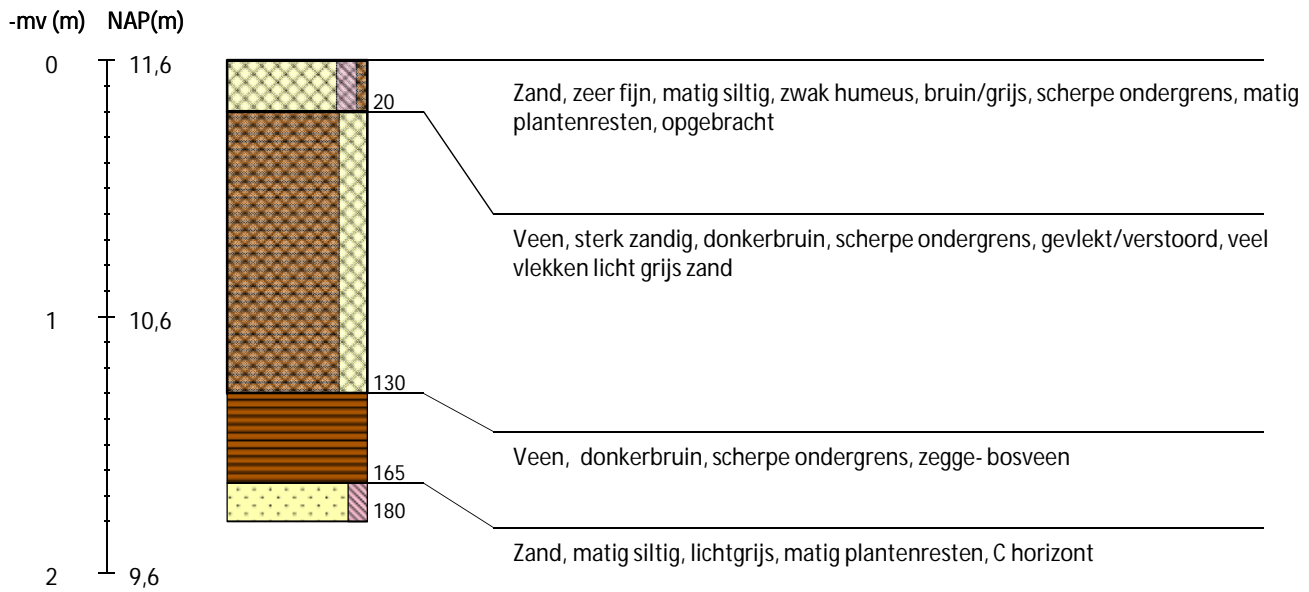 -mv (m) NAP(m)
0 11,6
20
Zand, zeer fijn, matig siltig, zwak humeus, bruin/grijs, scherpe ondergrens, matig
plantenresten, opgebracht
Veen, sterk zandig, donkerbruin, scherpe ondergrens, gevlekt/verstoord, veel
vlekken licht grijs zand
1 10,6
130
Veen, donkerbruin, scherpe ondergrens, zegge- bosveen
165
180
Zand, matig siltig, lichtgrijs, matig plantenresten, C horizont
2 9,6